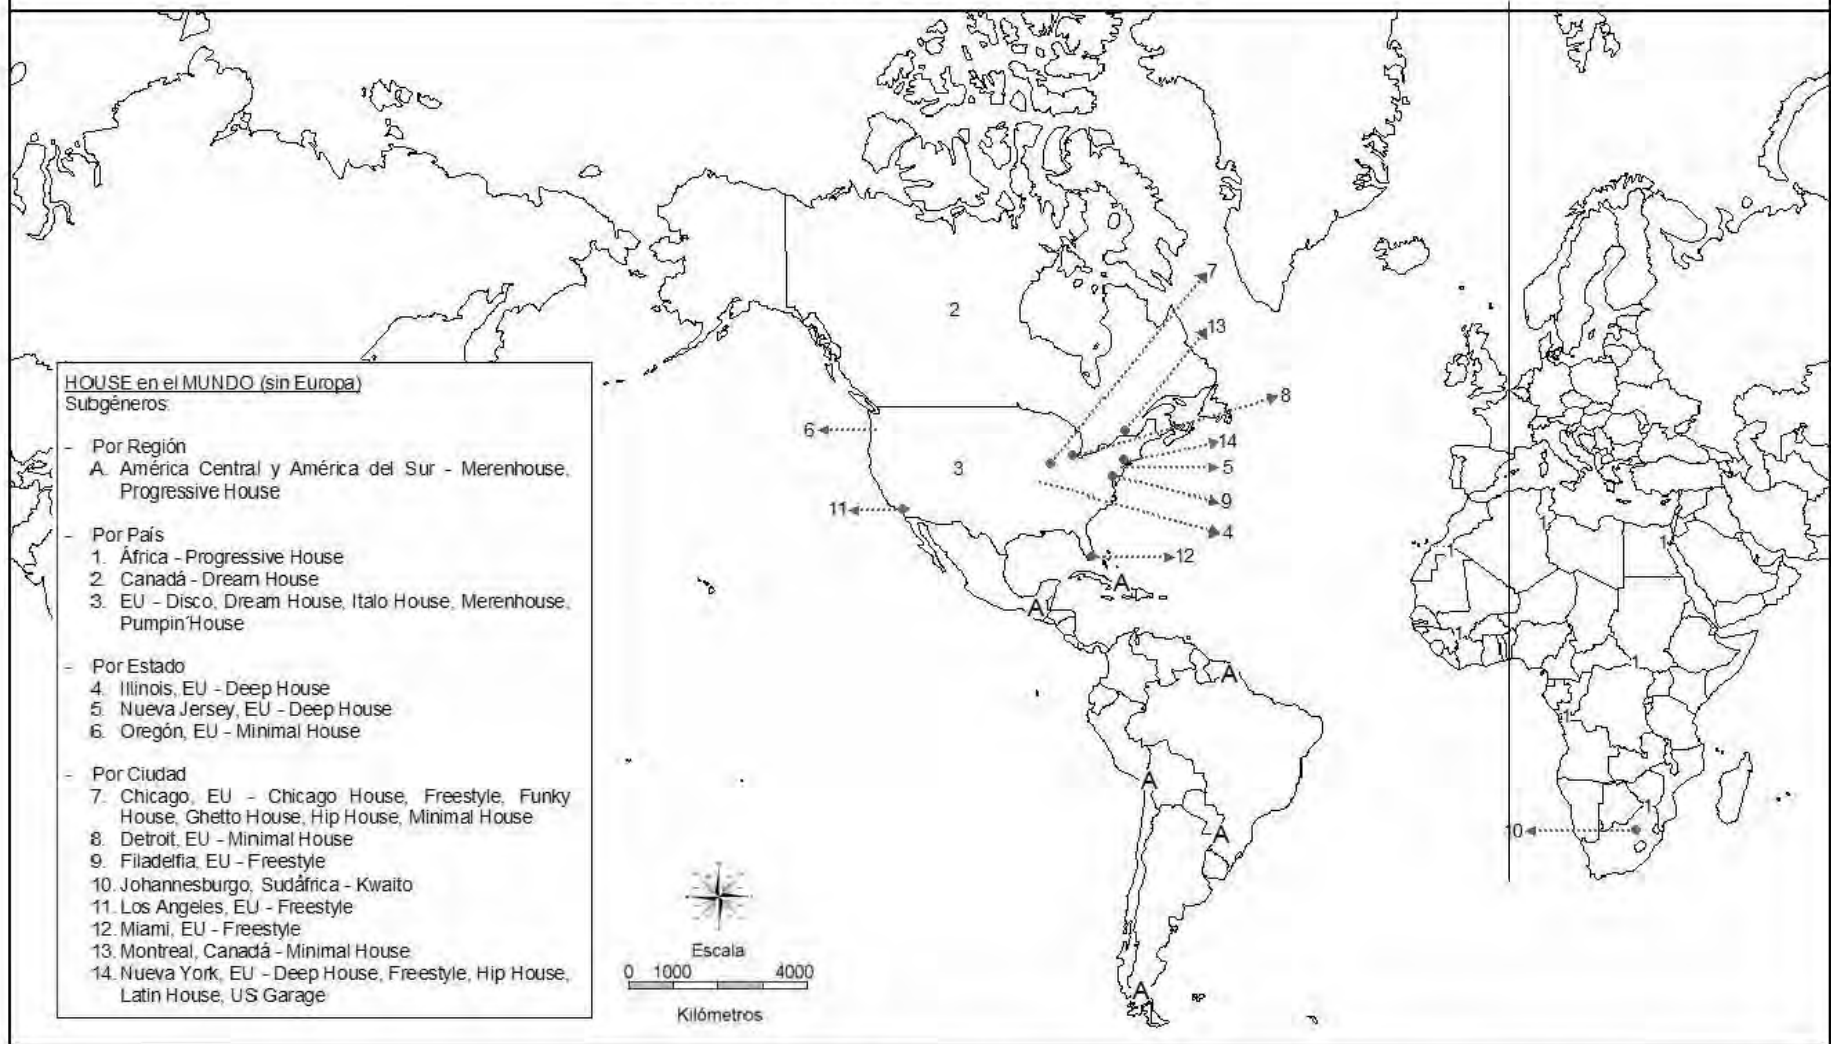 HOUSE en el MUNDO (sin Europa)
Subgéneros:
- Por Región
A. América Central y América del Sur - Merenhouse,
Progressive House
- Por País
1. África - Progressive House
2. Canadá - Dream House
3. EU - Disco, Dream House, Italo House, Merenhouse,
Pumpin´House
- Por Estado
4. Illinois, EU - Deep House
5. Nueva Jersey, EU - Deep House
6. Oregón, EU - Minimal House
- Por Ciudad
7. Chicago, EU - Chicago House, Freestyle, Funky
House, Ghetto House, Hip House, Minimal House
8. Detroit, EU - Minimal House
9. Filadelfia, EU - Freestyle
10. Johannesburgo, Sudáfrica - Kwaito
11. Los Angeles, EU - Freestyle
12. Miami, EU - Freestyle
13. Montreal, Canadá - Minimal House
14. Nueva York, EU - Deep House, Freestyle, Hip House,
Latin House, US Garage
Escala
0 1000 4000
Kilómetros
7
2
13
8
6
14
3
5
9
11
4
12
1
1
A
A
1
1
A
1
A
1
A
10
A